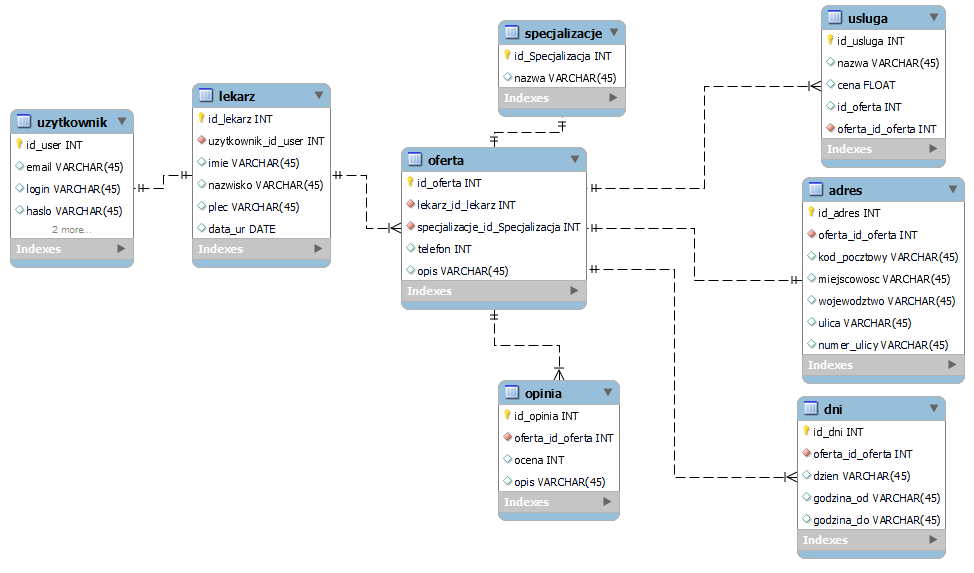 uzytkownik
id_user INT
email VARCHAR(45)
login VARCHAR(45)
haslo VARCHAR(45)
2 more...
Indexes
lekarz
id_lekarz INT
uzytkownik_id_user INT
imie VARCHAR(45)
nazwisko VARCHAR(45)
plec VARCHAR(45)
data_ur DATE
Indexes
specjalizacje
id_Specjalizacja INT
nazwa VARCHAR(45)
Indexes
oferta
id_oferta INT
lekarz_id_lekarz INT
specjalizacje_id_Specjalizacja INT
telefon INT
opis VARCHAR(45)
Indexes
opinia
id_opinia INT
oferta_id_oferta INT
ocena INT
opis VARCHAR(45)
Indexes
usluga
id_usluga INT
nazwa VARCHAR(45)
cena FLOAT
id_oferta INT
oferta_id_oferta INT
Indexes
adres
id_adres INT
oferta_id_oferta INT
kod_pocztowy VARCHAR(45)
miejscowosc VARCHAR(45)
wojewodztwo VARCHAR(45)
ulica VARCHAR(45)
numer_ulicy VARCHAR(45)
Indexes
dni
id_dni INT
oferta_id_oferta INT
dzien VARCHAR(45)
godzina_od VARCHAR(45)
godzina_do VARCHAR(45)
Indexes